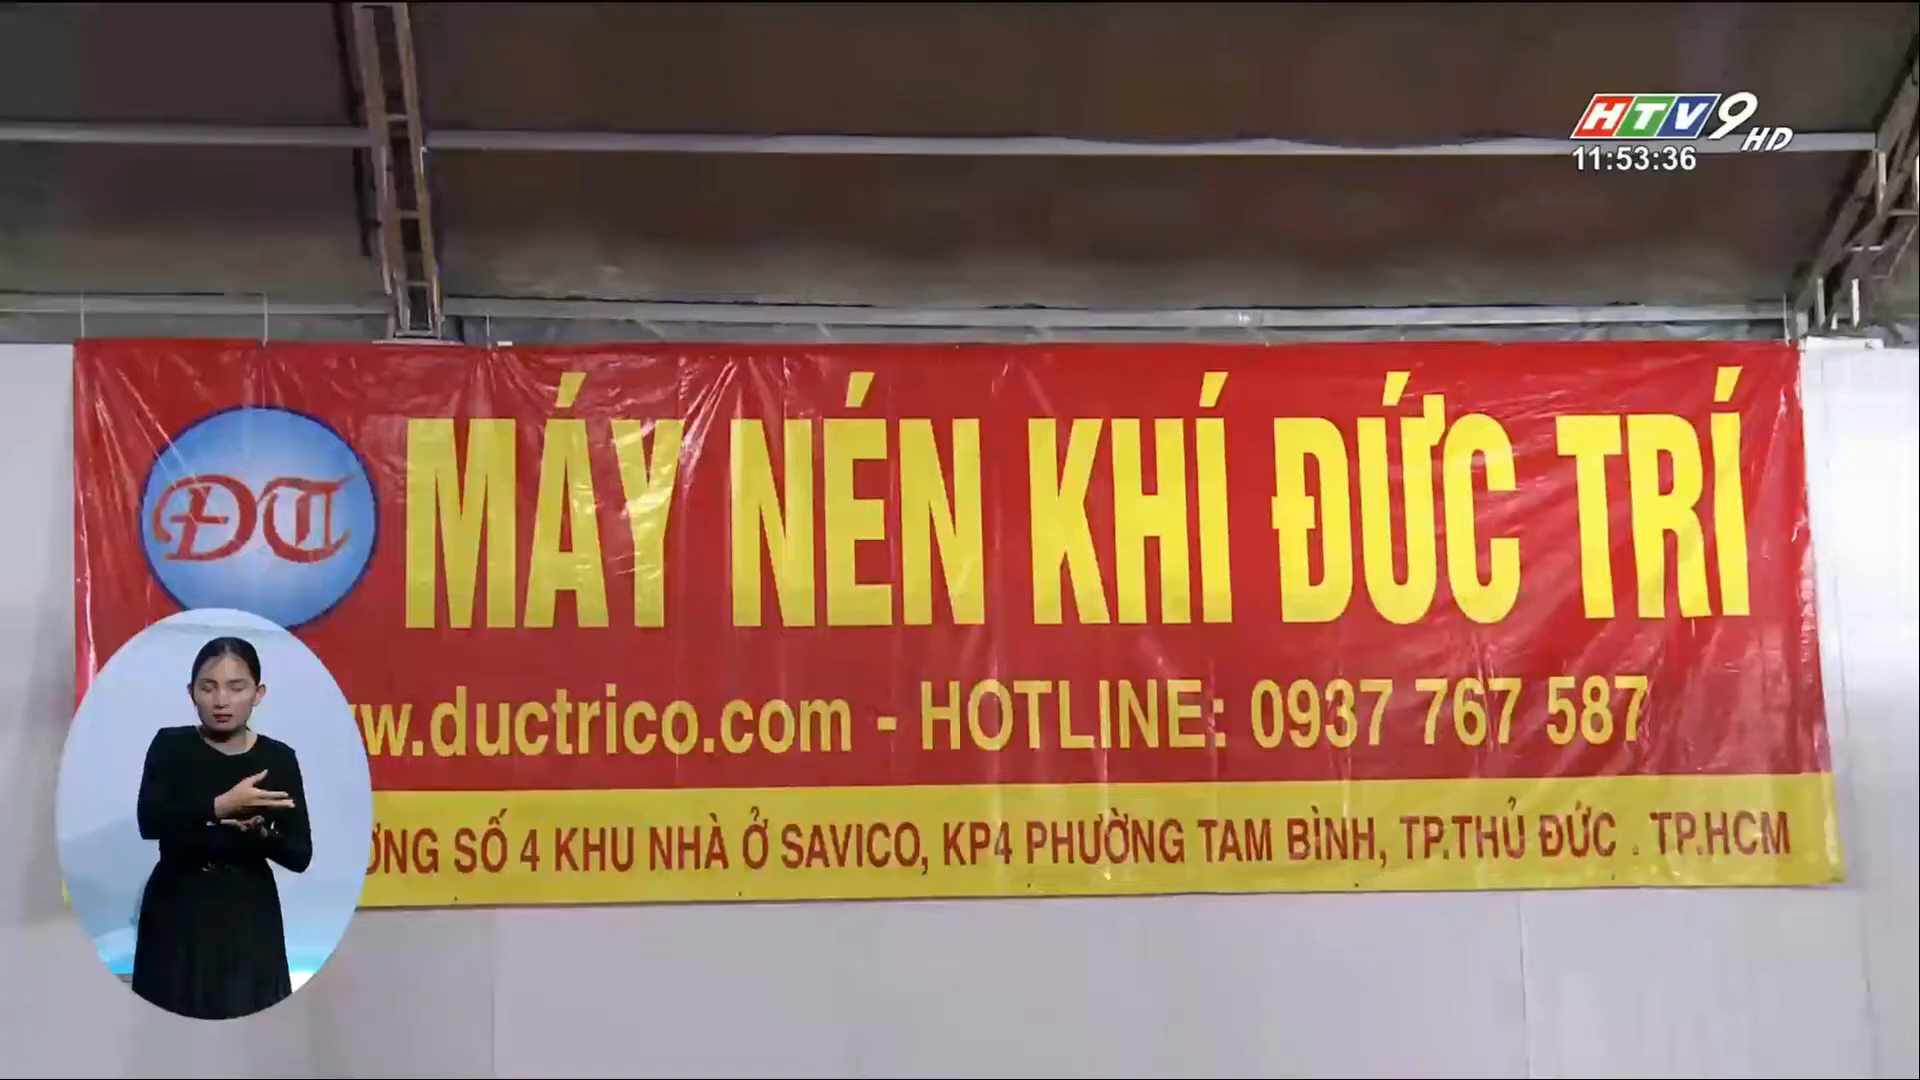 HTV9 HD
11:53:36
ĐT
MÁY NÉN KHÍ ĐỨC TRÍ
w.ductrico.com - HOTLINE: 0937 767 587
SỐ 4 KHU NHÀ Ở SAVICO, KP4 PHƯỜNG TAM BÌNH, TP.THỦ ĐỨC . TP.HCM